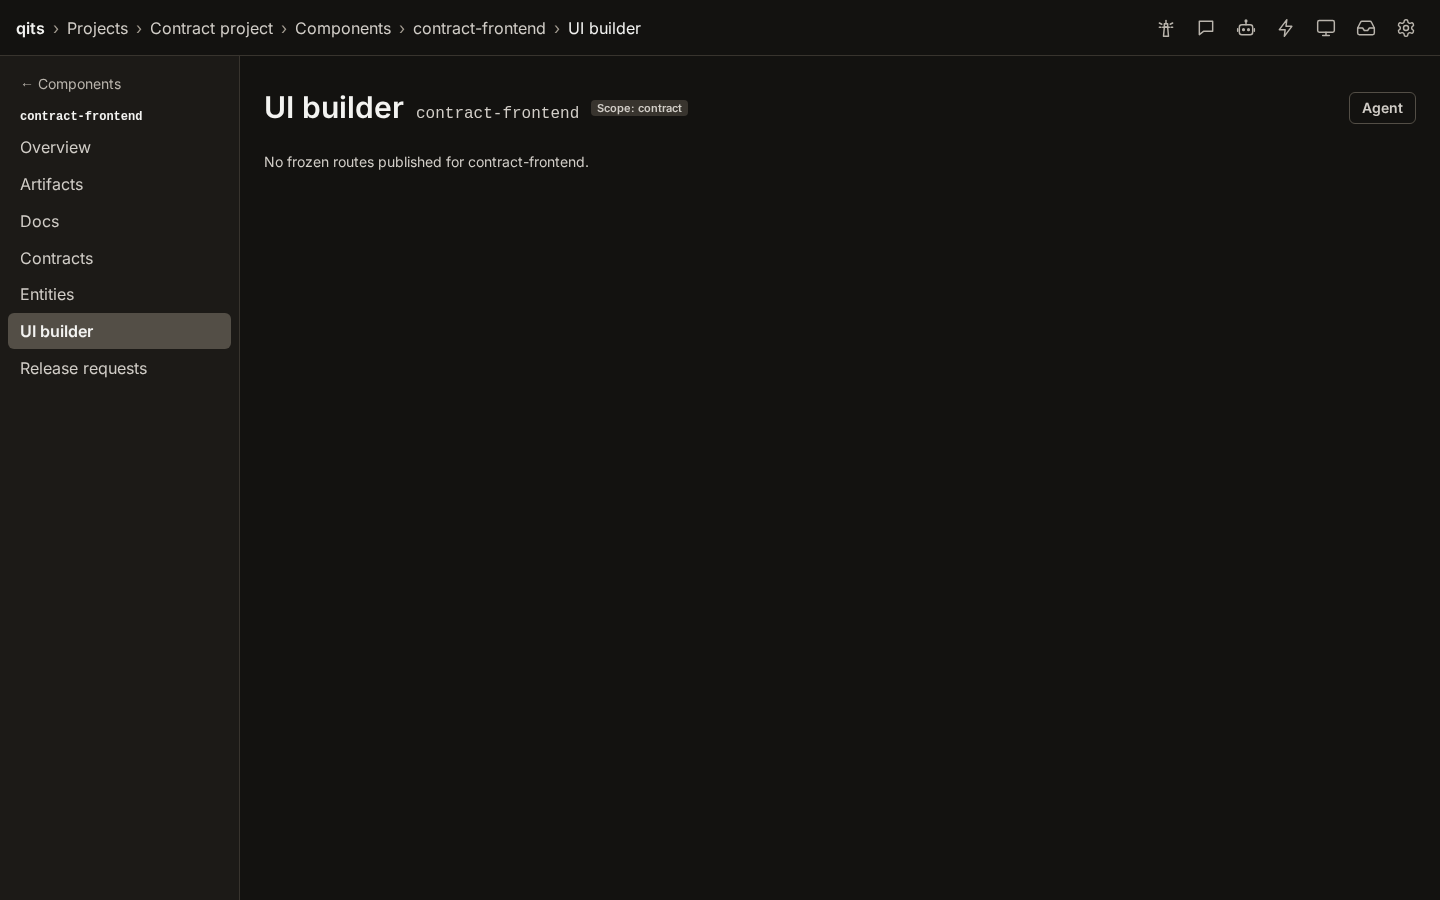 qits › Projects › Contract project › Components › contract-frontend › UI builder
← Components
contract-frontend
Overview
Artifacts
Docs
Contracts
Entities
UI builder
Release requests
UI builder contract-frontend Scope: contract
Agent
No frozen routes published for contract-frontend.